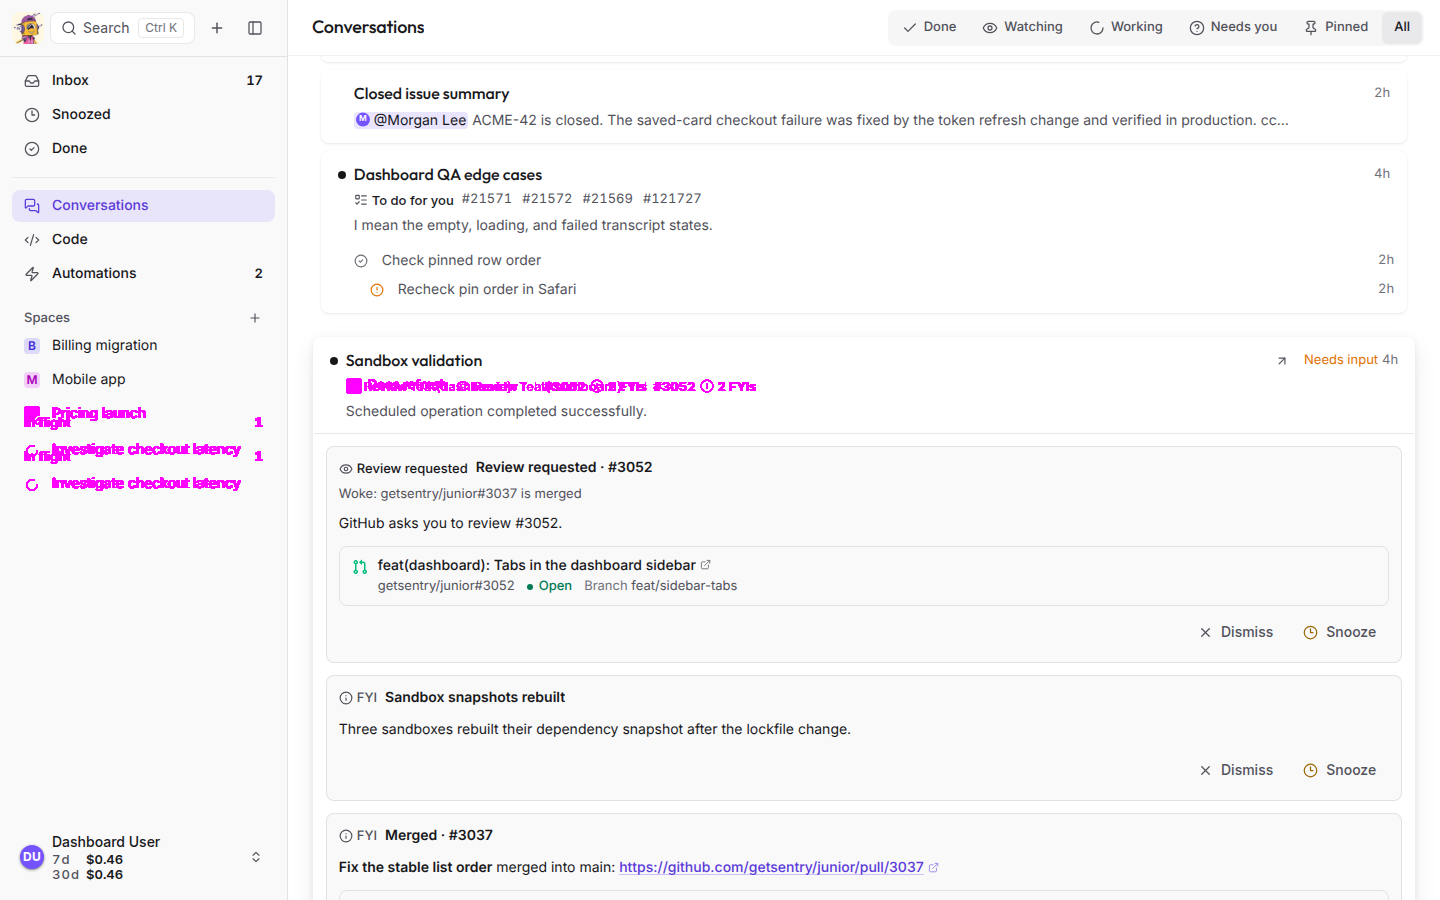 Search Ctrl K
Conversations
Done Watching Working Needs you Pinned All
Inbox 17
Snoozed
Done
Conversations
Code
Automations 2
Spaces
B Billing migration
M Mobile app
Pricing launch
In flight 1
Investigate checkout latency
In flight 1
Investigate checkout latency
DU Dashboard User
7d $0.46
30d $0.46
Closed issue summary 2h
M @Morgan Lee ACME-42 is closed. The saved-card checkout failure was fixed by the token refresh change and verified in production. cc...
Dashboard QA edge cases 4h
To do for you #21571 #21572 #21569 #121727
I mean the empty, loading, and failed transcript states.
Check pinned row order 2h
Recheck pin order in Safari 2h
Sandbox validation Needs input 4h
#3052 2 FYIs
Scheduled operation completed successfully.
Review requested Review requested · #3052
Woke: getsentry/junior#3037 is merged
GitHub asks you to review #3052.
feat(dashboard): Tabs in the dashboard sidebar
getsentry/junior#3052 Open Branch feat/sidebar-tabs
Dismiss Snooze
FYI Sandbox snapshots rebuilt
Three sandboxes rebuilt their dependency snapshot after the lockfile change.
Dismiss Snooze
FYI Merged · #3037
Fix the stable list order merged into main: https://github.com/getsentry/junior/pull/3037